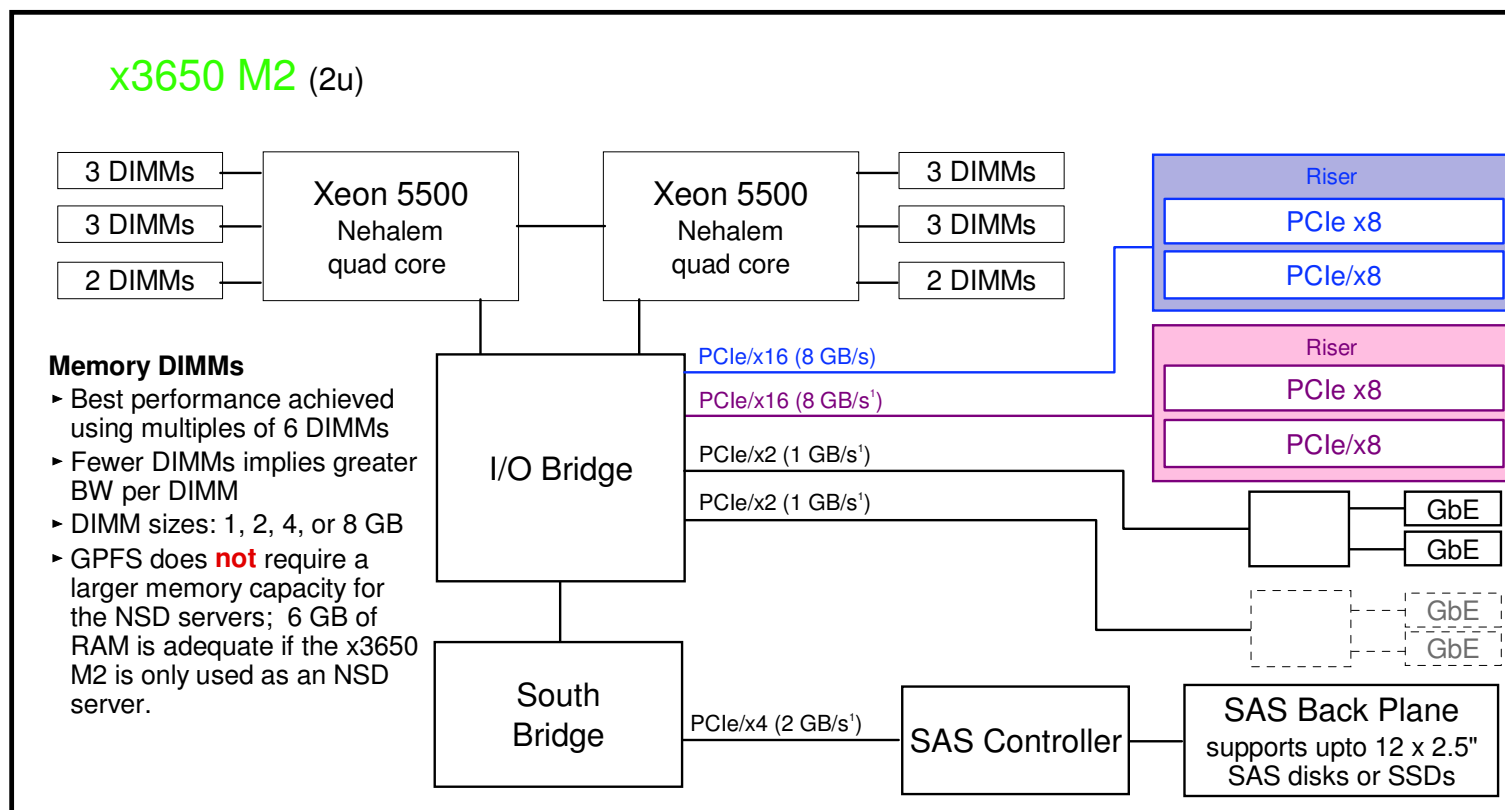 x3650 M2 (2u)
3 DIMMs
3 DIMMs
2 DIMMs
Xeon 5500
Nehalem
quad core
Xeon 5500
Nehalem
quad core
3 DIMMs
3 DIMMs
2 DIMMs
Riser
PCIe x8
PCIe/x8
Riser
PCIe x8
PCIe/x8
Memory DIMMs
► Best performance achieved
using multiples of 6 DIMMs
► Fewer DIMMs implies greater
BW per DIMM
► DIMM sizes: 1, 2, 4, or 8 GB
► GPFS does not require a
larger memory capacity for
the NSD servers; 6 GB of
RAM is adequate if the x3650
M2 is only used as an NSD
server.
I/O Bridge
PCIe/x16 (8 GB/s)
PCIe/x16 (8 GB/s¹)
PCIe/x2 (1 GB/s¹)
PCIe/x2 (1 GB/s¹)
GbE
GbE
GbE
GbE
South
Bridge
PCIe/x4 (2 GB/s¹)
SAS Controller
SAS Back Plane
supports upto 12 x 2.5"
SAS disks or SSDs